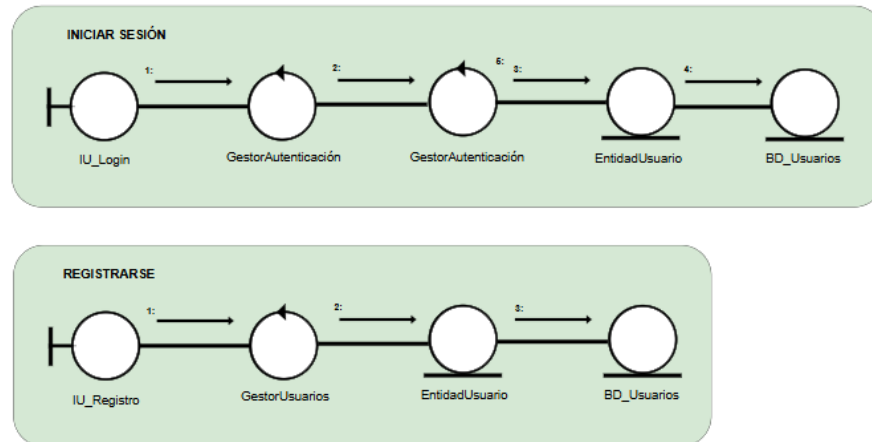 INICIAR SESIÓN
1: 2: 5: 3: 4:
IU_Login GestorAutenticación GestorAutenticación EntidadUsuario BD_Usuarios
REGISTRARSE
1: 2: 3:
IU_Registro GestorUsuarios EntidadUsuario BD_Usuarios